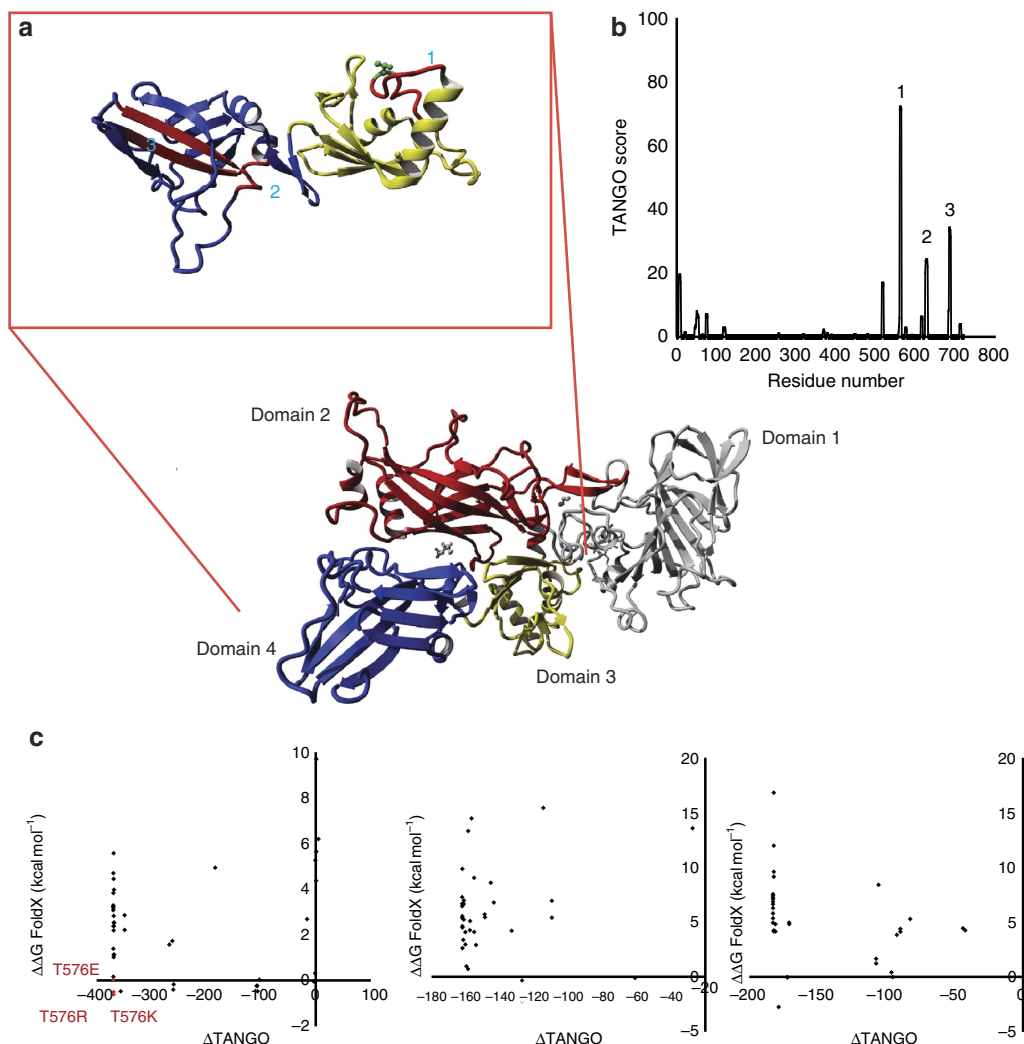 a
1
3
2
b
TANGO score
100
80
60
40
20
0
1
2
3
0 100 200 300 400 500 600 700 800
Residue number
Domain 2
Domain 1
Domain 4
Domain 3
c
ΔΔG FoldX (kcal mol−1)
10
8
6
4
2
0
−2
T576E
T576R
T576K
−400 −300 −200 −100 0 100
ΔTANGO
ΔΔG FoldX (kcal mol−1)
20
15
10
5
0
−5
−180 −160 −140 −120 −100 −80 −60 −40 −20
ΔTANGO
ΔΔG FoldX (kcal mol−1)
20
15
10
5
0
−5
−200 −150 −100 −50 0
ΔTANGO